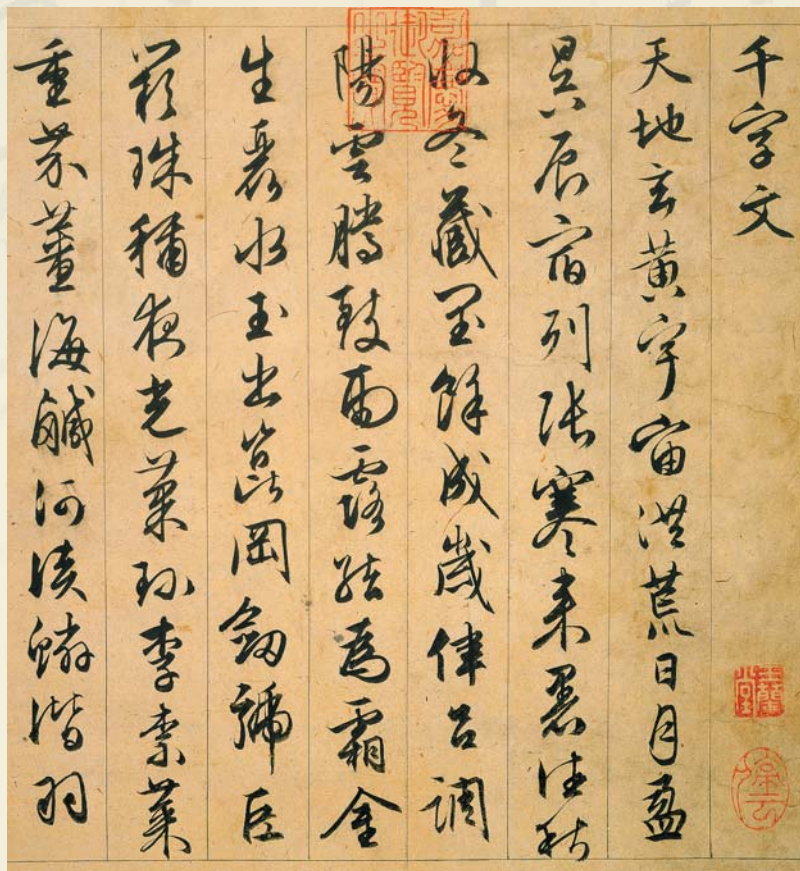 千字文
天地玄黃宇宙洪荒日月盈
昃辰宿列張寒來暑往秋
收冬藏閏餘成歲律召調
陽雲騰致雨露結為霜金
生麗水玉出崑岡劍號巨
闕珠稱夜光菓珍李柰菜
重芥薑海鹹河淡鱗潛羽